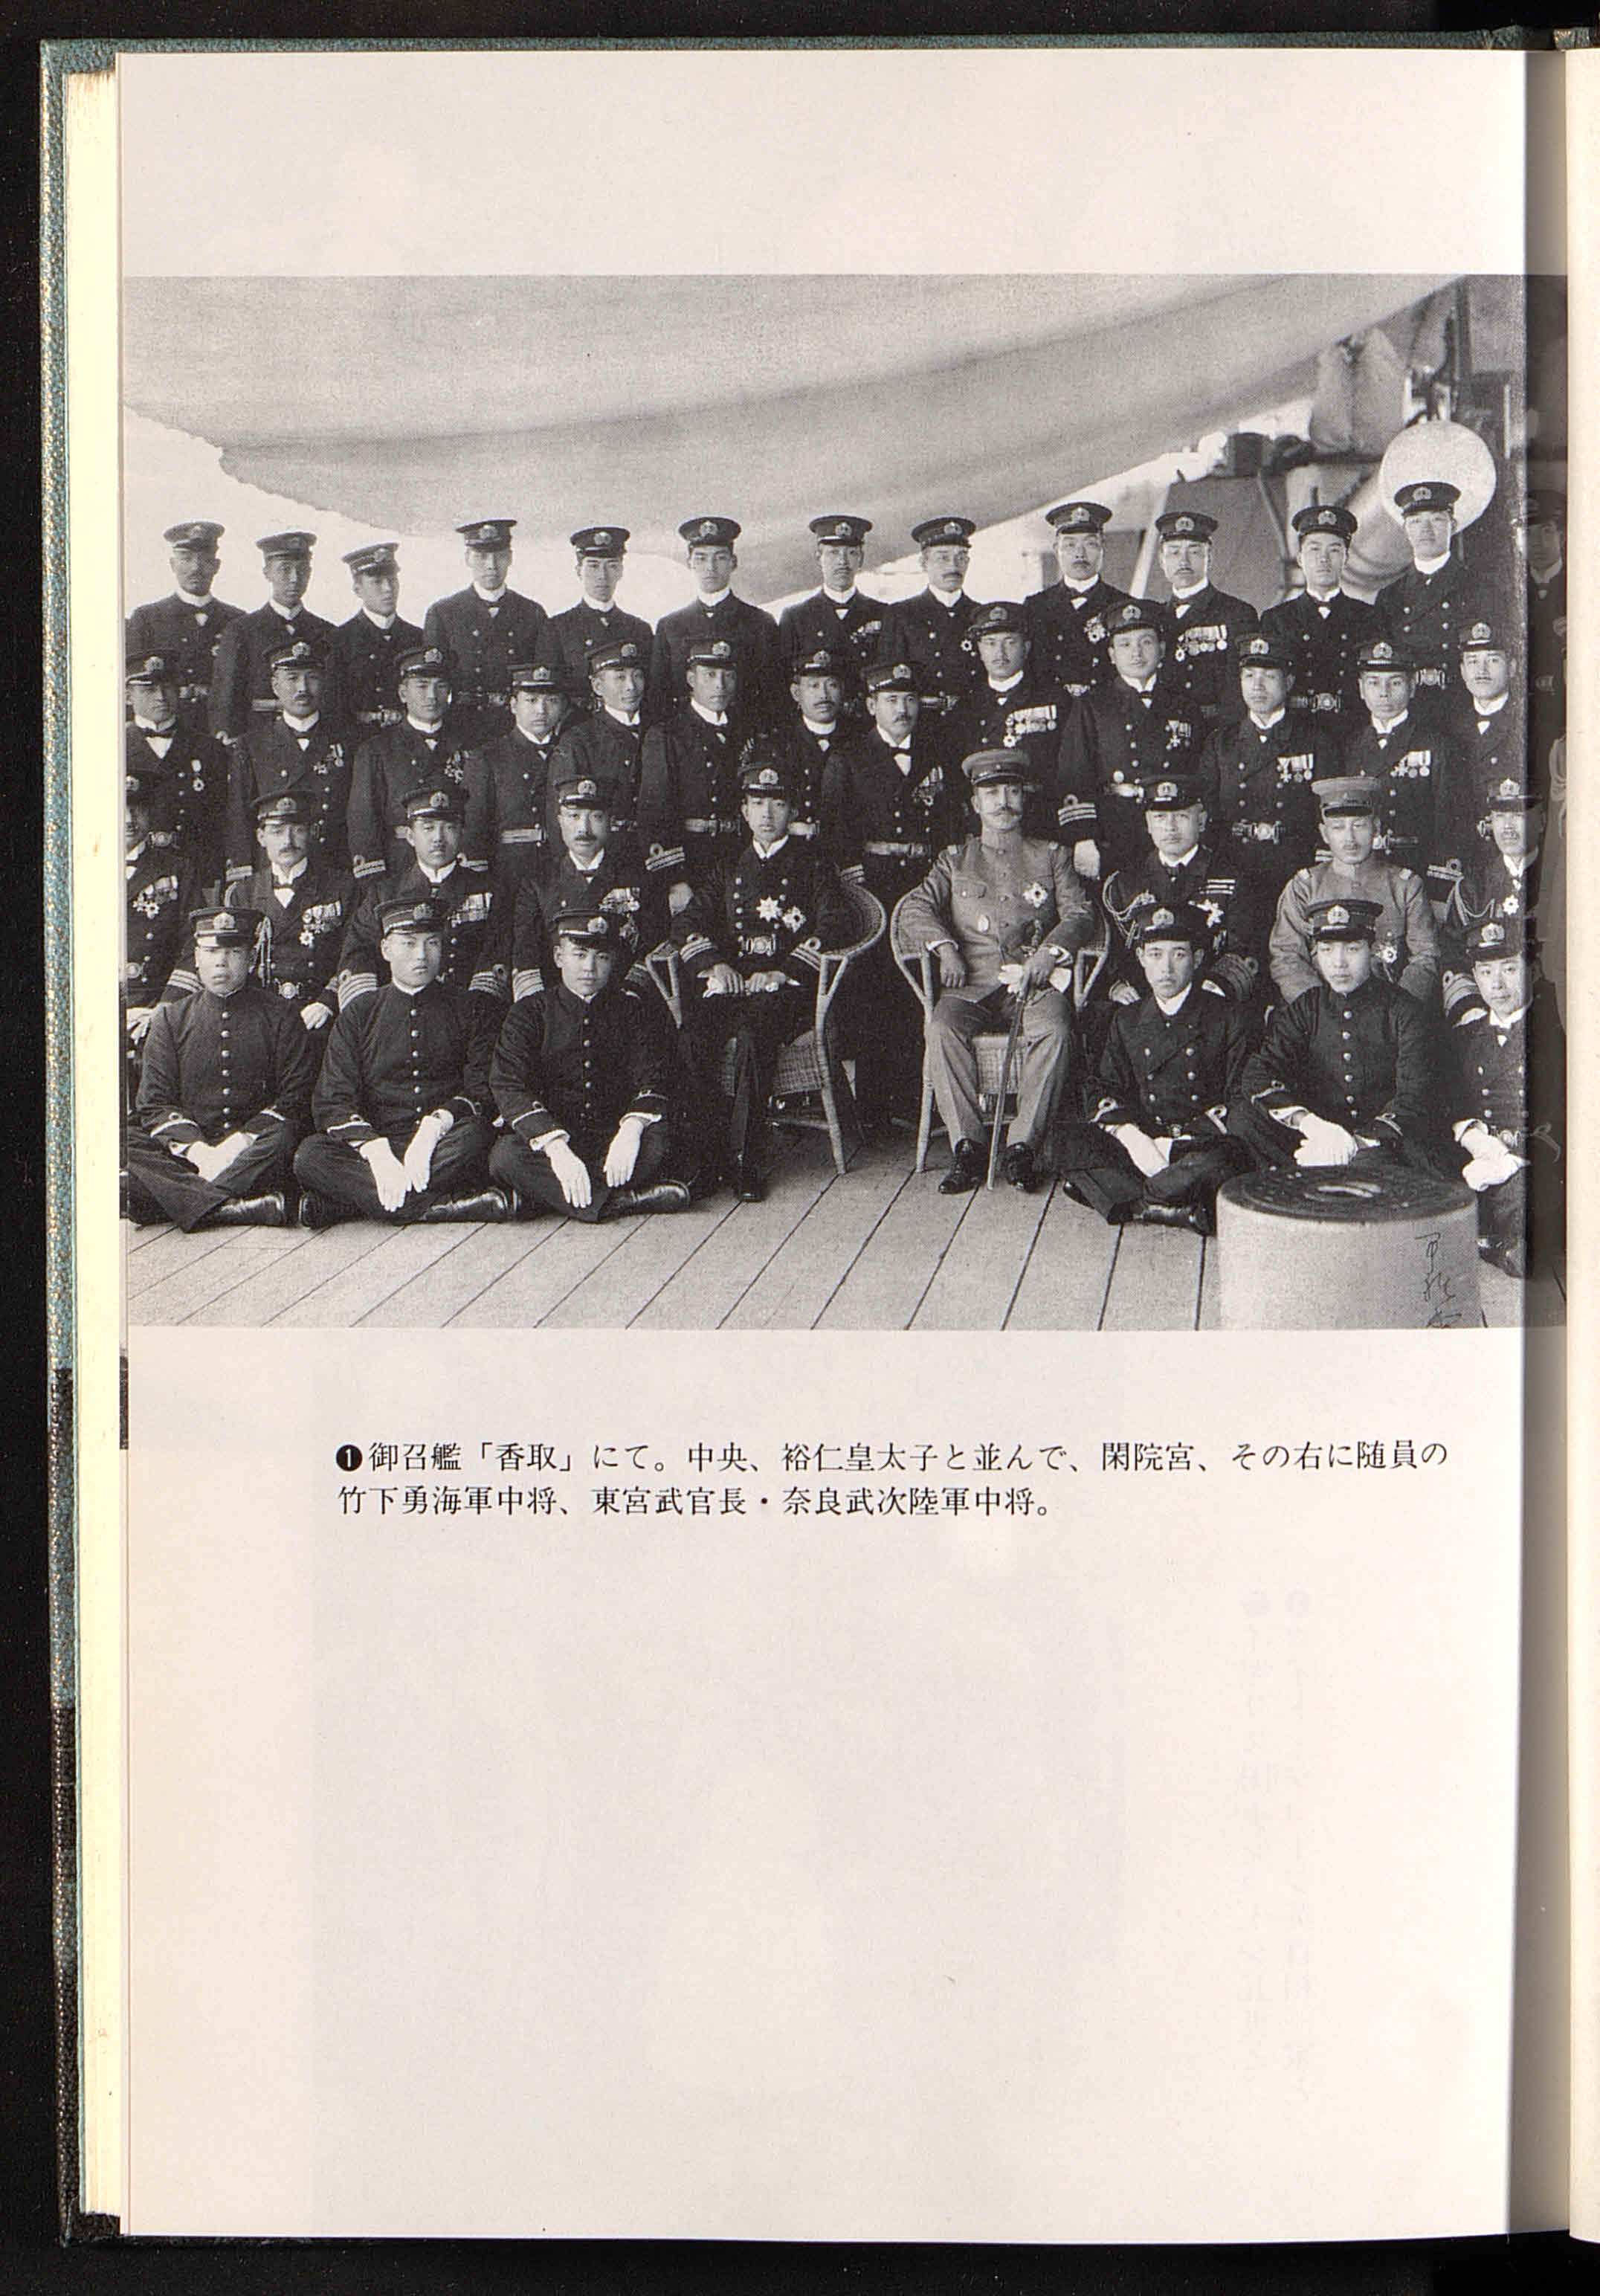 ❶御召艦「香取」にて。中央、裕仁皇太子と並んで、閑院宮、その右に随員の
竹下勇海軍中将、東宮武官長・奈良武次陸軍中将。